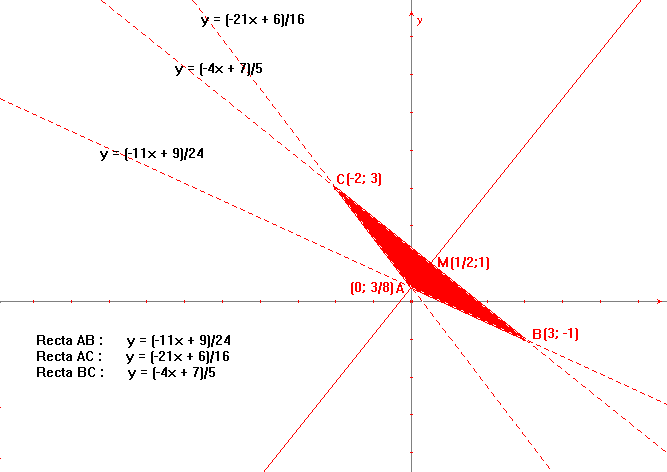 y = (-21x + 6)/16
y
y = (-4x + 7)/5
y = (-11x + 9)/24
C(-2; 3)
M(1/2;1)
(0; 3/8) A
B(3; -1)
Recta AB : y = (-11x + 9)/24
Recta AC : y = (-21x + 6)/16
Recta BC : y = (-4x + 7)/5